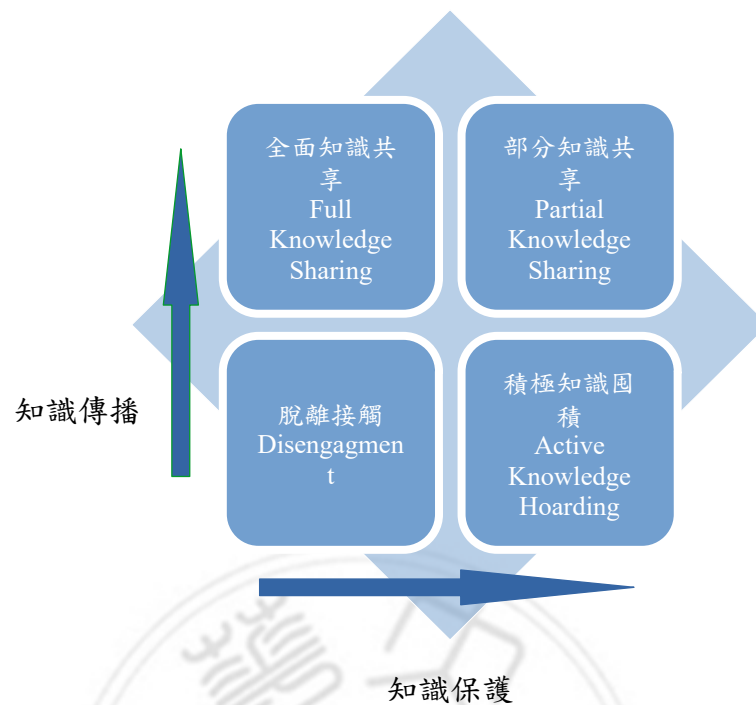 全面知識共
享
Full
Knowledge
Sharing
部分知識共
享
Partial
Knowledge
Sharing
知識傳播
脫離接觸
Disengagmen
t
積極知識囤
積
Active
Knowledge
Hoarding
知識保護